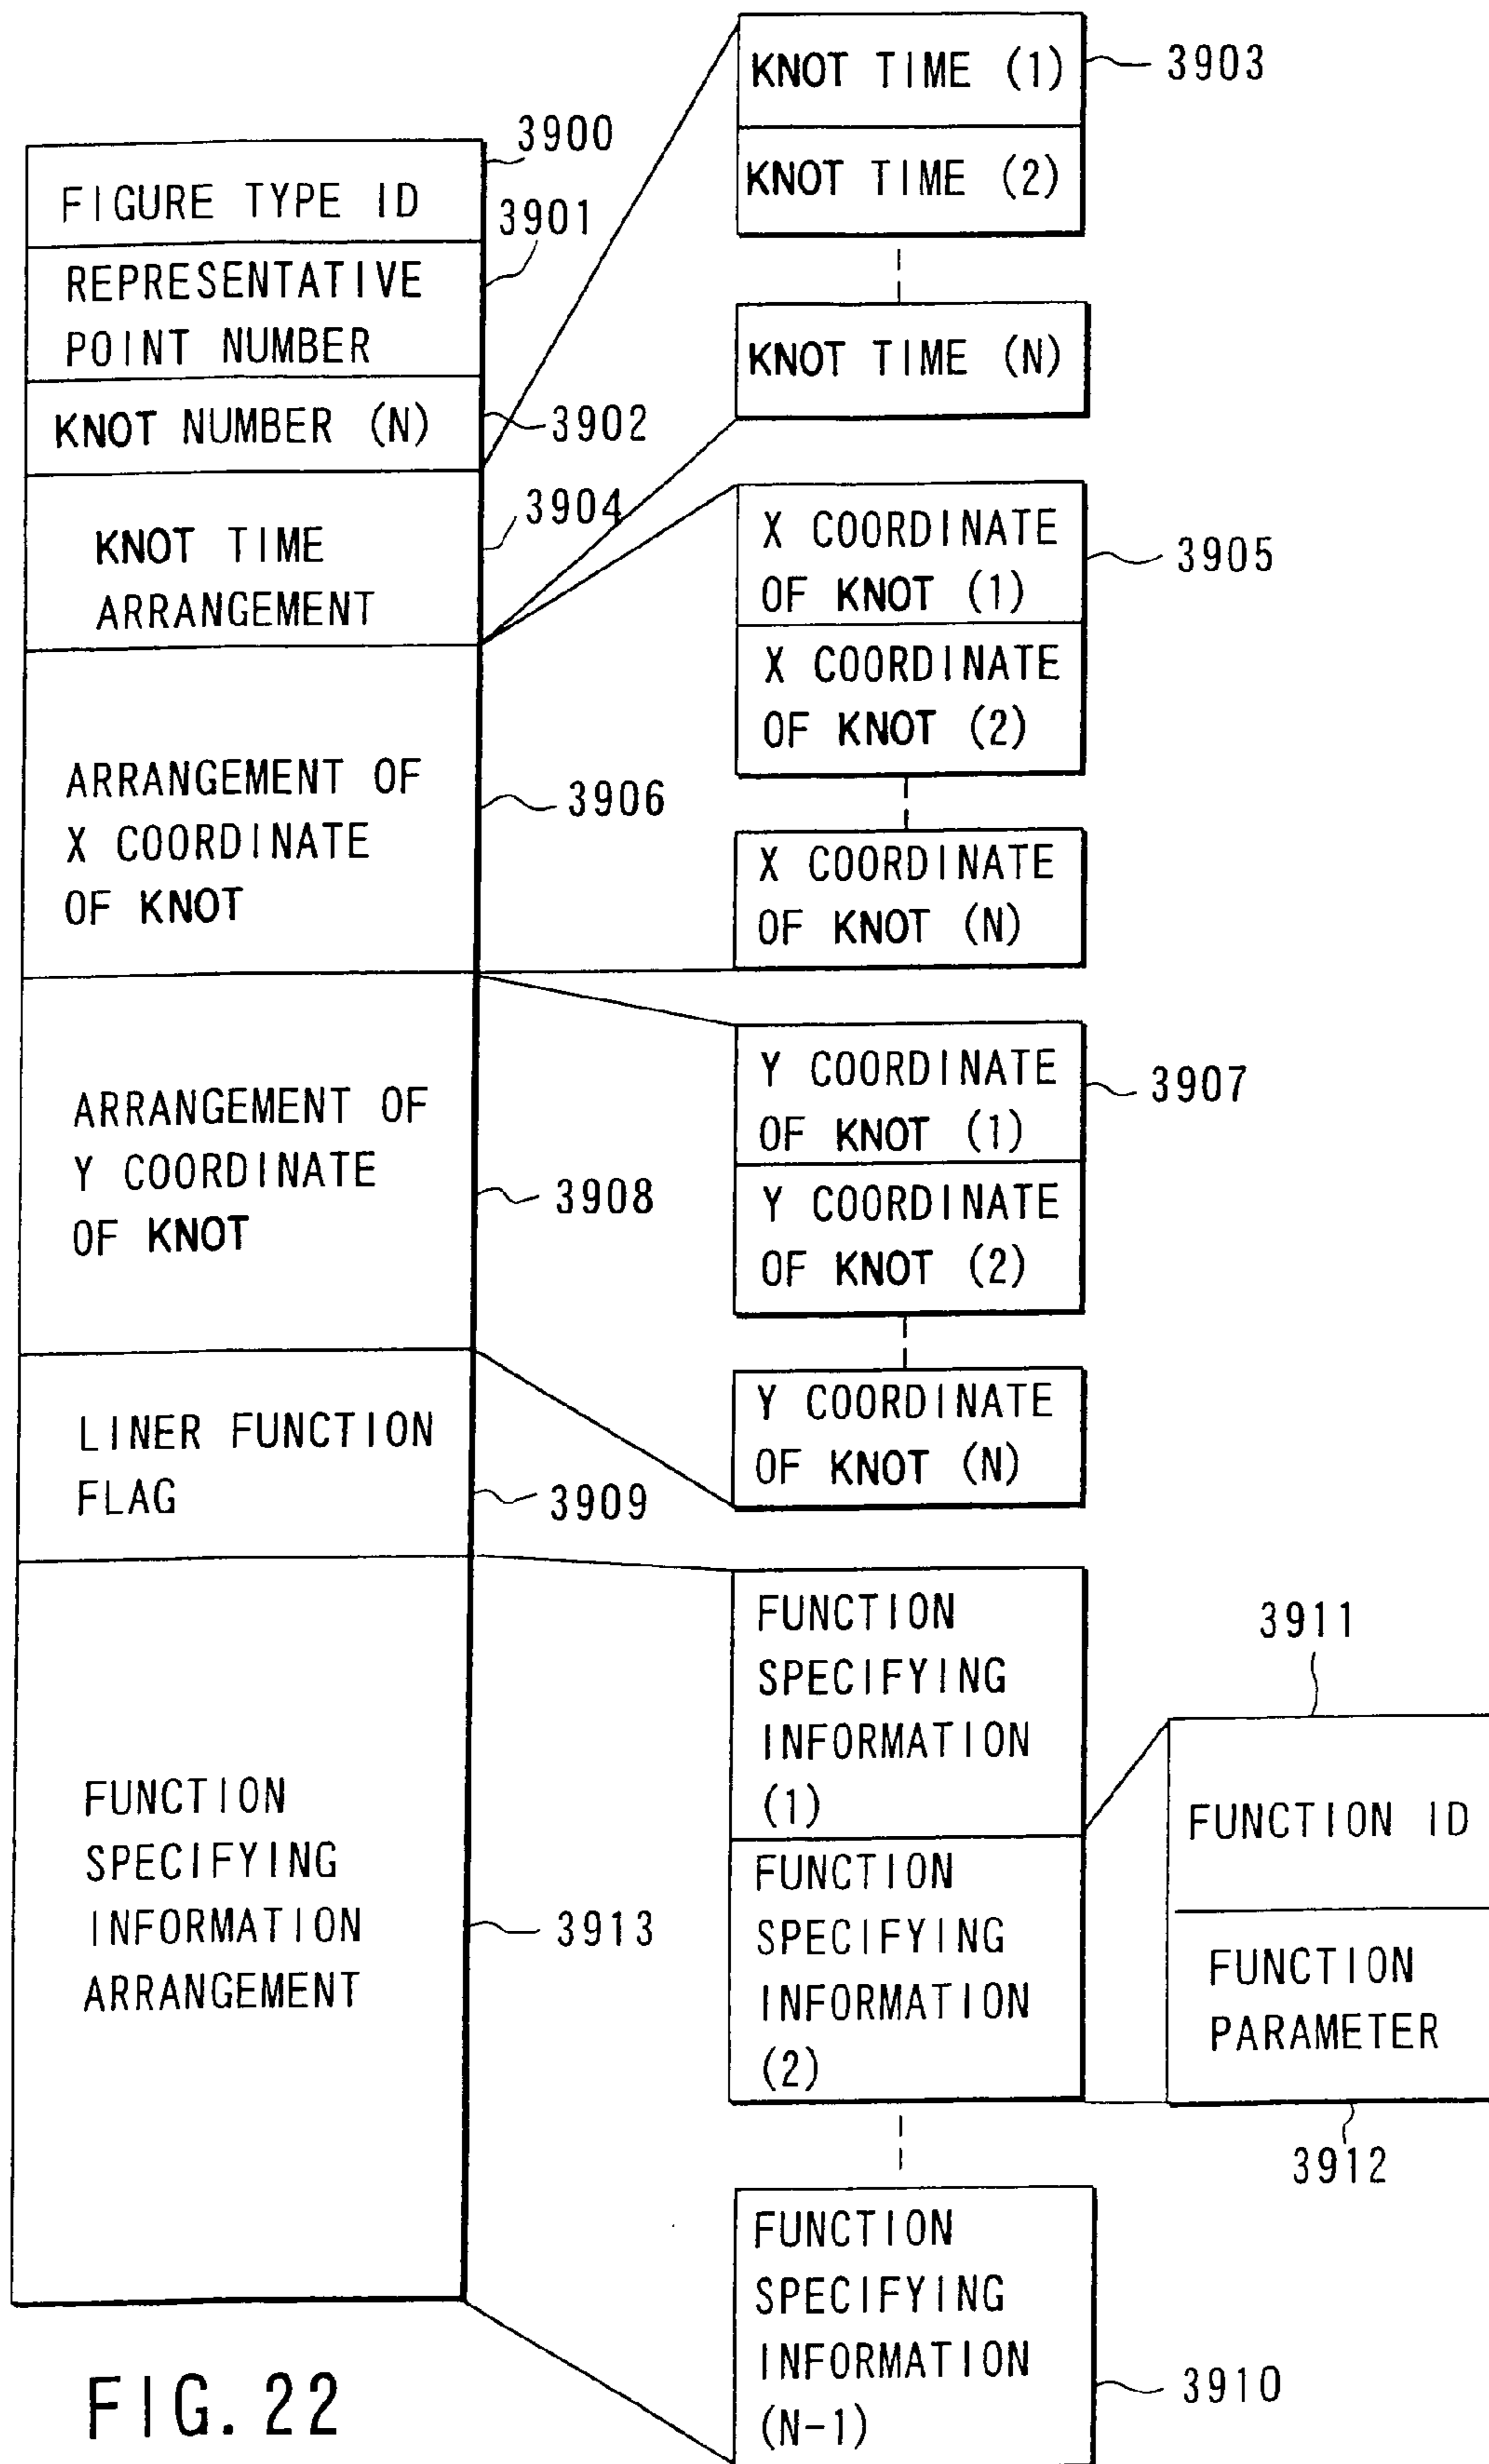 3900
FIGURE TYPE ID
3901
REPRESENTATIVE
POINT NUMBER
KNOT NUMBER (N)
3902
KNOT TIME
ARRANGEMENT
3904
ARRANGEMENT OF
X COORDINATE
OF KNOT
3906
ARRANGEMENT OF
Y COORDINATE
OF KNOT
3908
LINER FUNCTION
FLAG
3909
FUNCTION
SPECIFYING
INFORMATION
ARRANGEMENT
3913
KNOT TIME (1)
3903
KNOT TIME (2)
KNOT TIME (N)
X COORDINATE
OF KNOT (1)
3905
X COORDINATE
OF KNOT (2)
X COORDINATE
OF KNOT (N)
Y COORDINATE
OF KNOT (1)
3907
Y COORDINATE
OF KNOT (2)
Y COORDINATE
OF KNOT (N)
FUNCTION
SPECIFYING
INFORMATION
(1)
FUNCTION
SPECIFYING
INFORMATION
(2)
3911
FUNCTION ID
FUNCTION
PARAMETER
3912
FUNCTION
SPECIFYING
INFORMATION
(N-1)
3910
FIG. 22